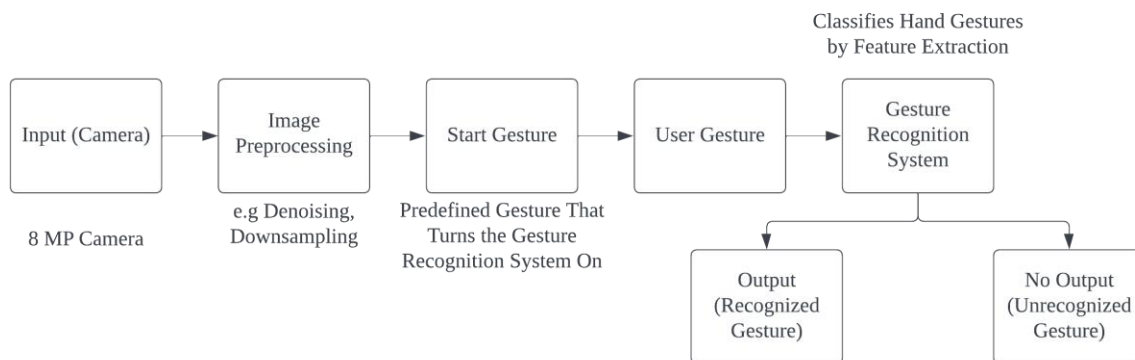 Classifies Hand Gestures
by Feature Extraction
Input (Camera)
Image
Preprocessing
Start Gesture
User Gesture
Gesture
Recognition
System
8 MP Camera
e.g Denoising,
Downsampling
Predefined Gesture That
Turns the Gesture
Recognition System On
Output
(Recognized
Gesture)
No Output
(Unrecognized
Gesture)